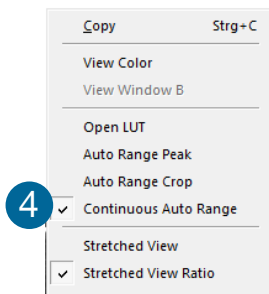 Copy Strg+C
View Color
View Window B
Open LUT
Auto Range Peak
Auto Range Crop
4 ✓ Continuous Auto Range
Stretched View
✓ Stretched View Ratio